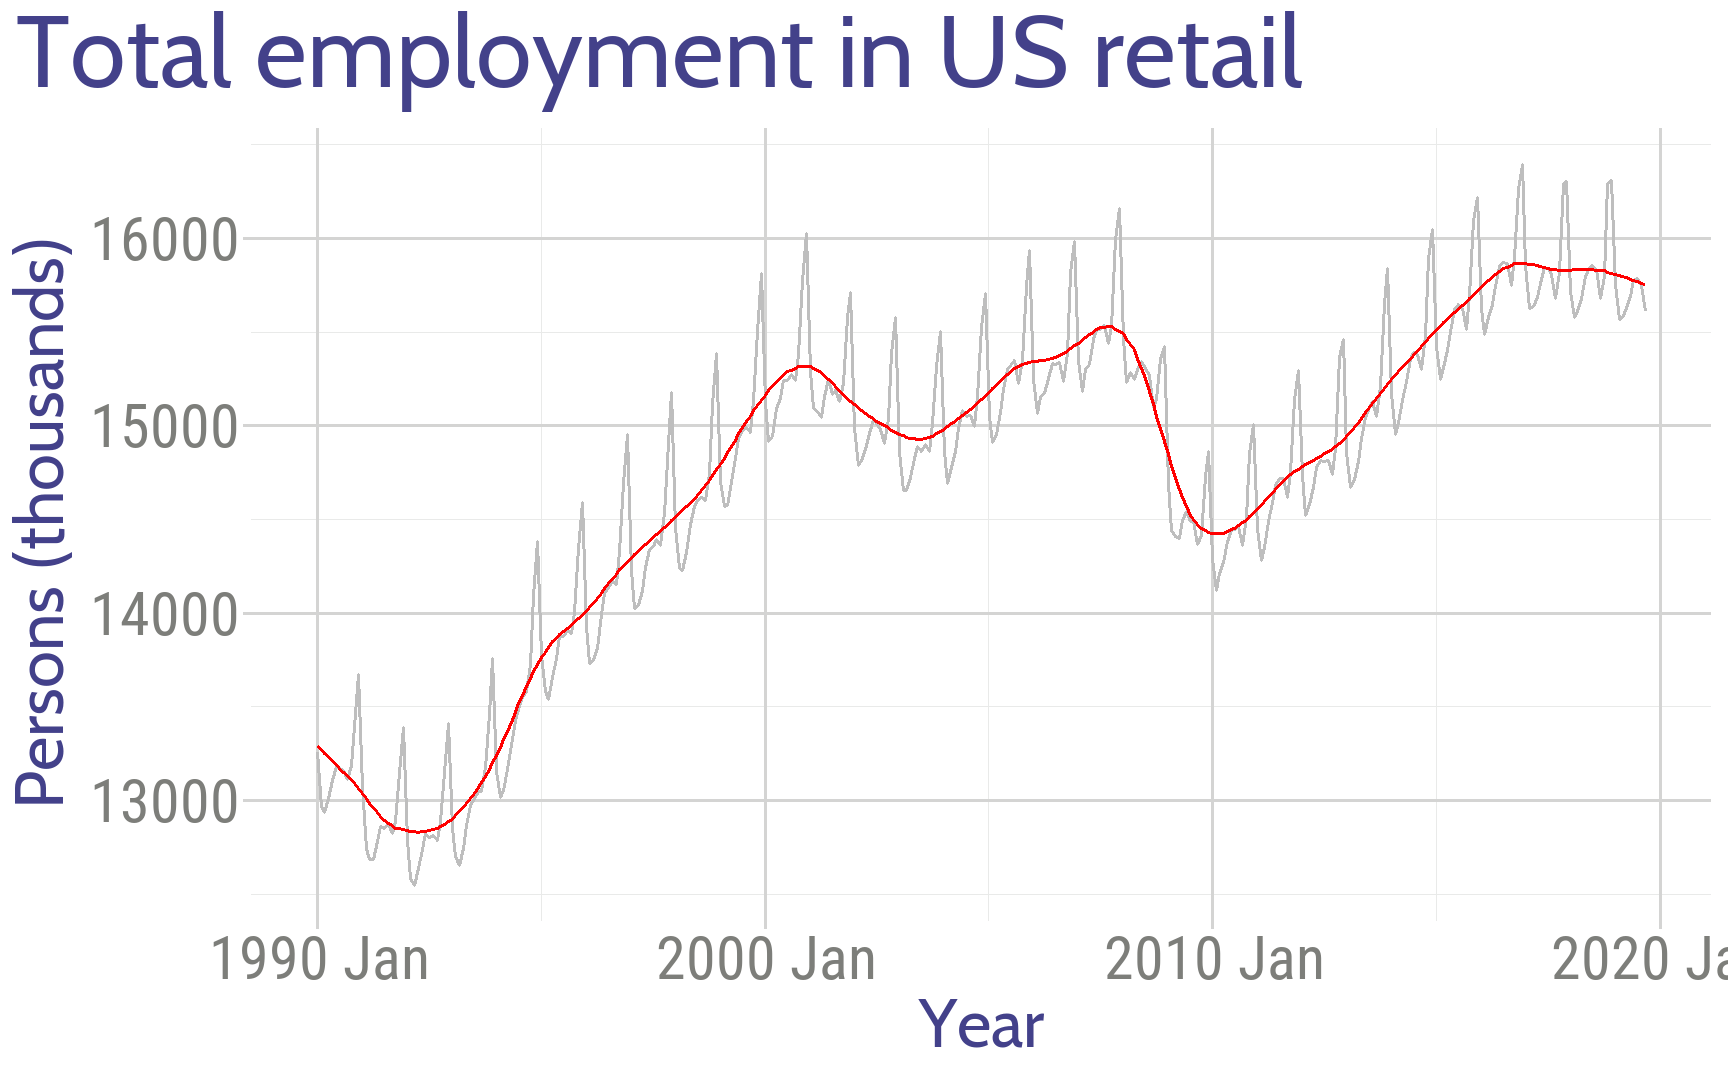 Total employment in US retail
Persons (thousands)
16000
15000
14000
13000
1990 Jan
2000 Jan
2010 Jan
2020 Ja
Year